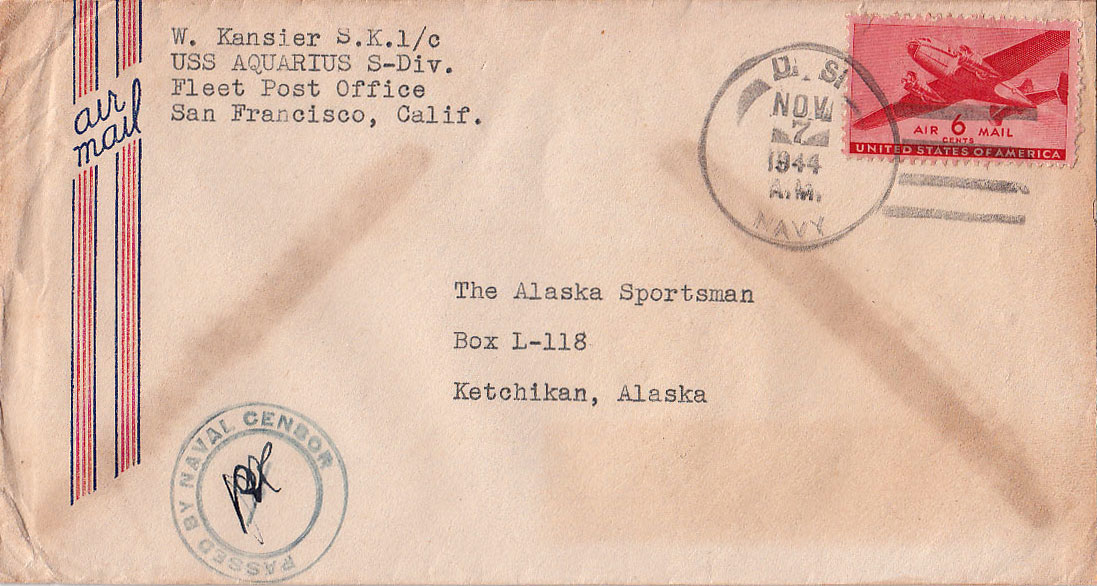 W. Kansier S.K.1/c
USS AQUARIUS S-Div.
Fleet Post Office
San Francisco, Calif.
air
mail
U. S.
NOV
7
1944
A.M.
NAVY
AIR 6 MAIL
CENTS
UNITED STATES OF AMERICA
The Alaska Sportsman
Box L-118
Ketchikan, Alaska
PASSED BY NAVAL CENSOR